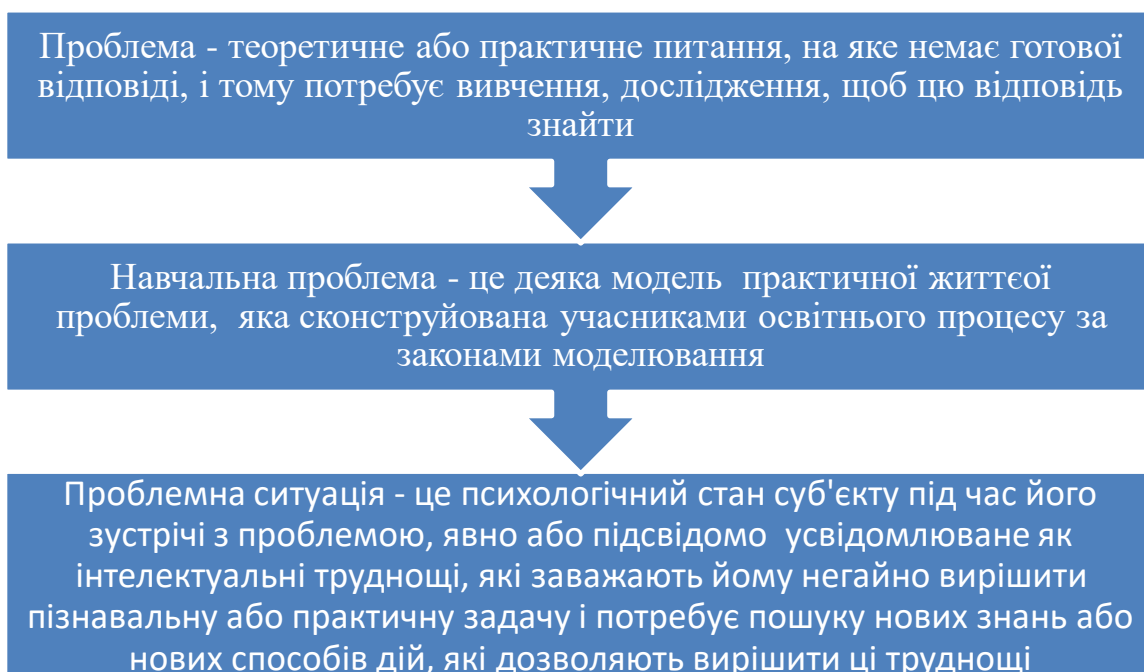 Проблема - теоретичне або практичне питання, на яке немає готової
відповіді, і тому потребує вивчення, дослідження, щоб цю відповідь
знайти
Навчальна проблема - це деяка модель практичної життєої
проблеми, яка сконструйована учасниками освітнього процесу за
законами моделювання
Проблемна ситуація - це психологічний стан суб'єкту під час його
зустрічі з проблемою, явно або підсвідомо усвідомлюване як
інтелектуальні труднощі, які заважають йому негайно вирішити
пізнавальну або практичну задачу і потребує пошуку нових знань або
нових способів дій, які дозволяють вирішити ці труднощі